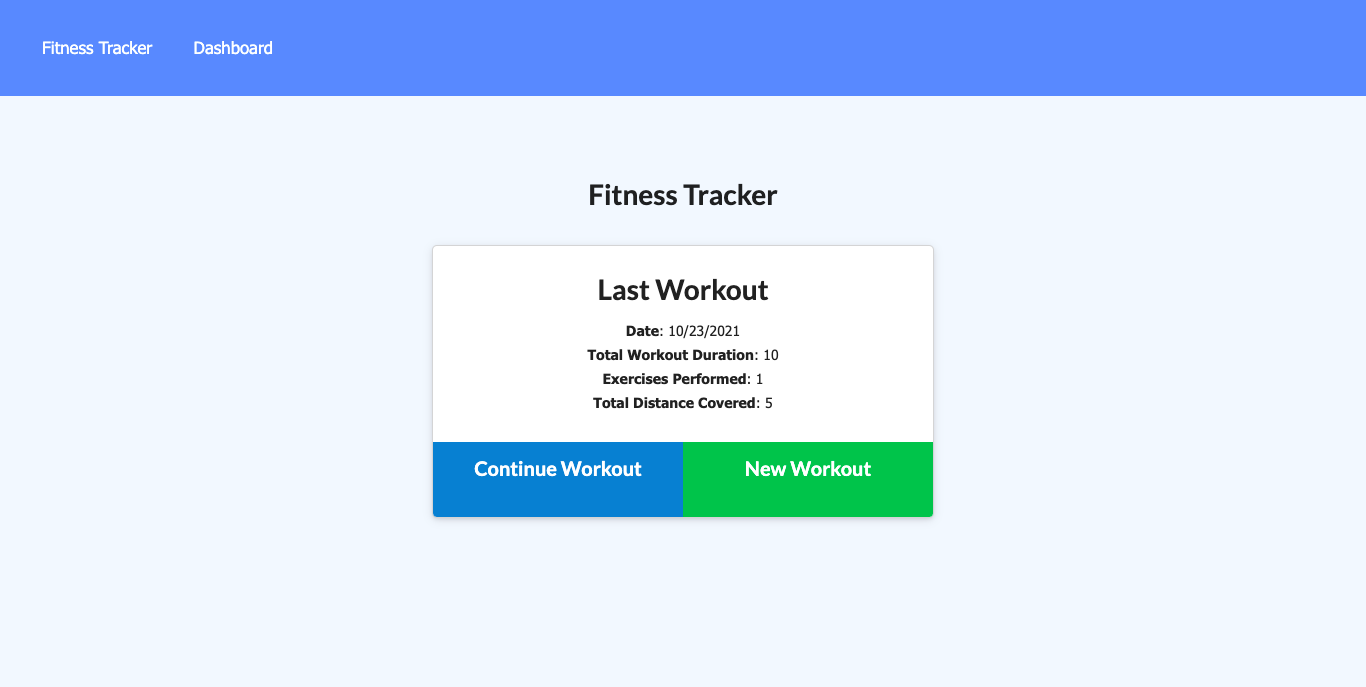 Fitness Tracker Dashboard
Fitness Tracker
Last Workout
Date: 10/23/2021
Total Workout Duration: 10
Exercises Performed: 1
Total Distance Covered: 5
Continue Workout New Workout